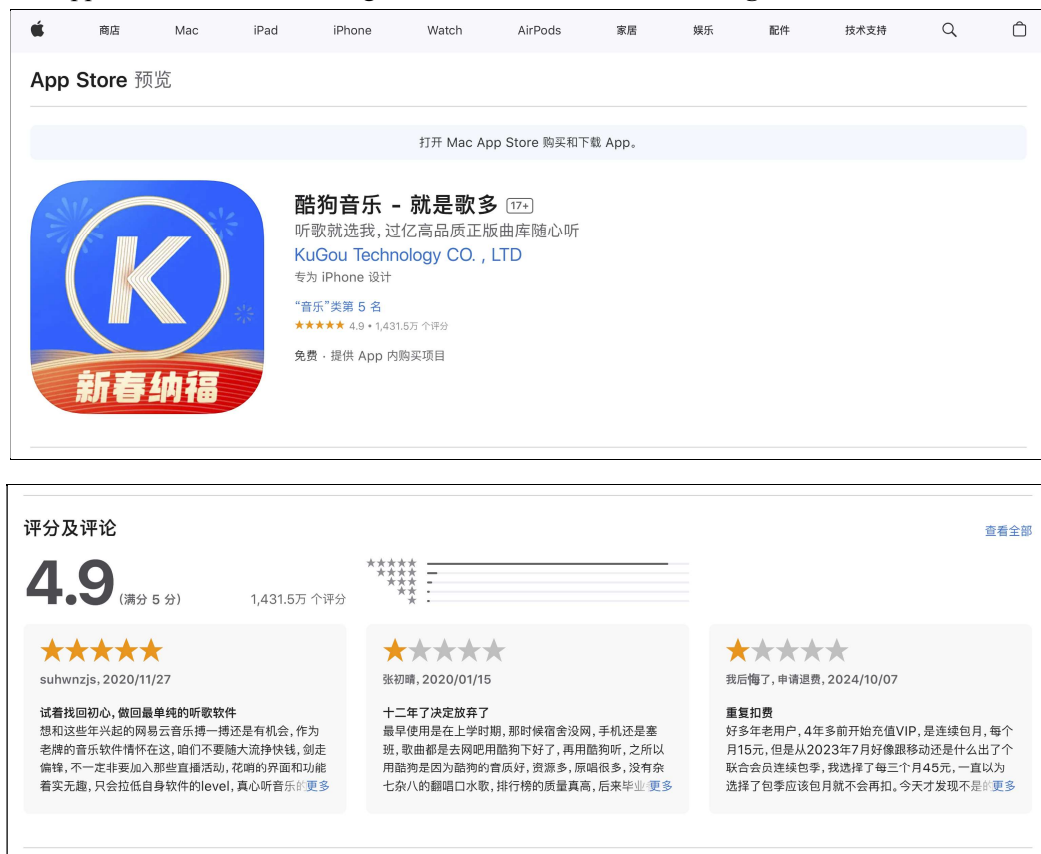 商店 Mac iPad iPhone Watch AirPods 家居 娱乐 配件 技术支持
App Store 预览
打开 Mac App Store 购买和下载 App。
K
新春纳福
酷狗音乐 - 就是歌多 17+
听歌就选我, 过亿高品质正版曲库随心听
KuGou Technology CO. , LTD
专为 iPhone 设计
“音乐”类第 5 名
★★★★★ 4.9 • 1,431.5万 个评分
免费 · 提供 App 内购买项目
评分及评论
查看全部
4.9 (满分 5 分)
1,431.5万 个评分
suhwnzjs, 2020/11/27
试着找回初心, 做回最单纯的听歌软件
想和这些年兴起的网易云音乐搏一搏还是有机会, 作为
老牌的音乐软件情怀在这, 咱们不要随大流挣快钱, 剑走
偏锋, 不一定非要加入那些直播活动, 花哨的界面和功能
着实无趣, 只会拉低自身软件的level, 真心听音乐的更多
张初晴, 2020/01/15
十二年了决定放弃了
最早使用是在上学时期, 那时候宿舍没网, 手机还是塞
班, 歌曲都是去网吧用酷狗下好了, 再用酷狗听, 之所以
用酷狗是因为酷狗的音质好, 资源多, 原唱很多, 没有杂
七杂八的翻唱口水歌, 排行榜的质量真高, 后来毕业 更多
我后悔了, 申请退费, 2024/10/07
重复扣费
好多年老用户, 4年多前开始充值VIP, 是连续包月, 每个
月15元, 但是从2023年7月好像跟移动还是什么出了个
联合会员连续包季, 我选择了每三个月45元, 一直以为
选择了包季应该包月就不会再扣。今天才发现不是的更多